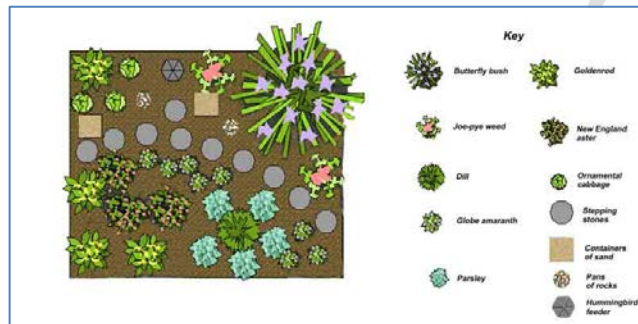 Key
Butterfly bush
Goldenrod
Joe-pye weed
New England
aster
Dill
Ornamental
cabbage
Globe amaranth
Stepping
stones
Containers
of sand
Parsley
Pans
of rocks
Hummingbird
feeder